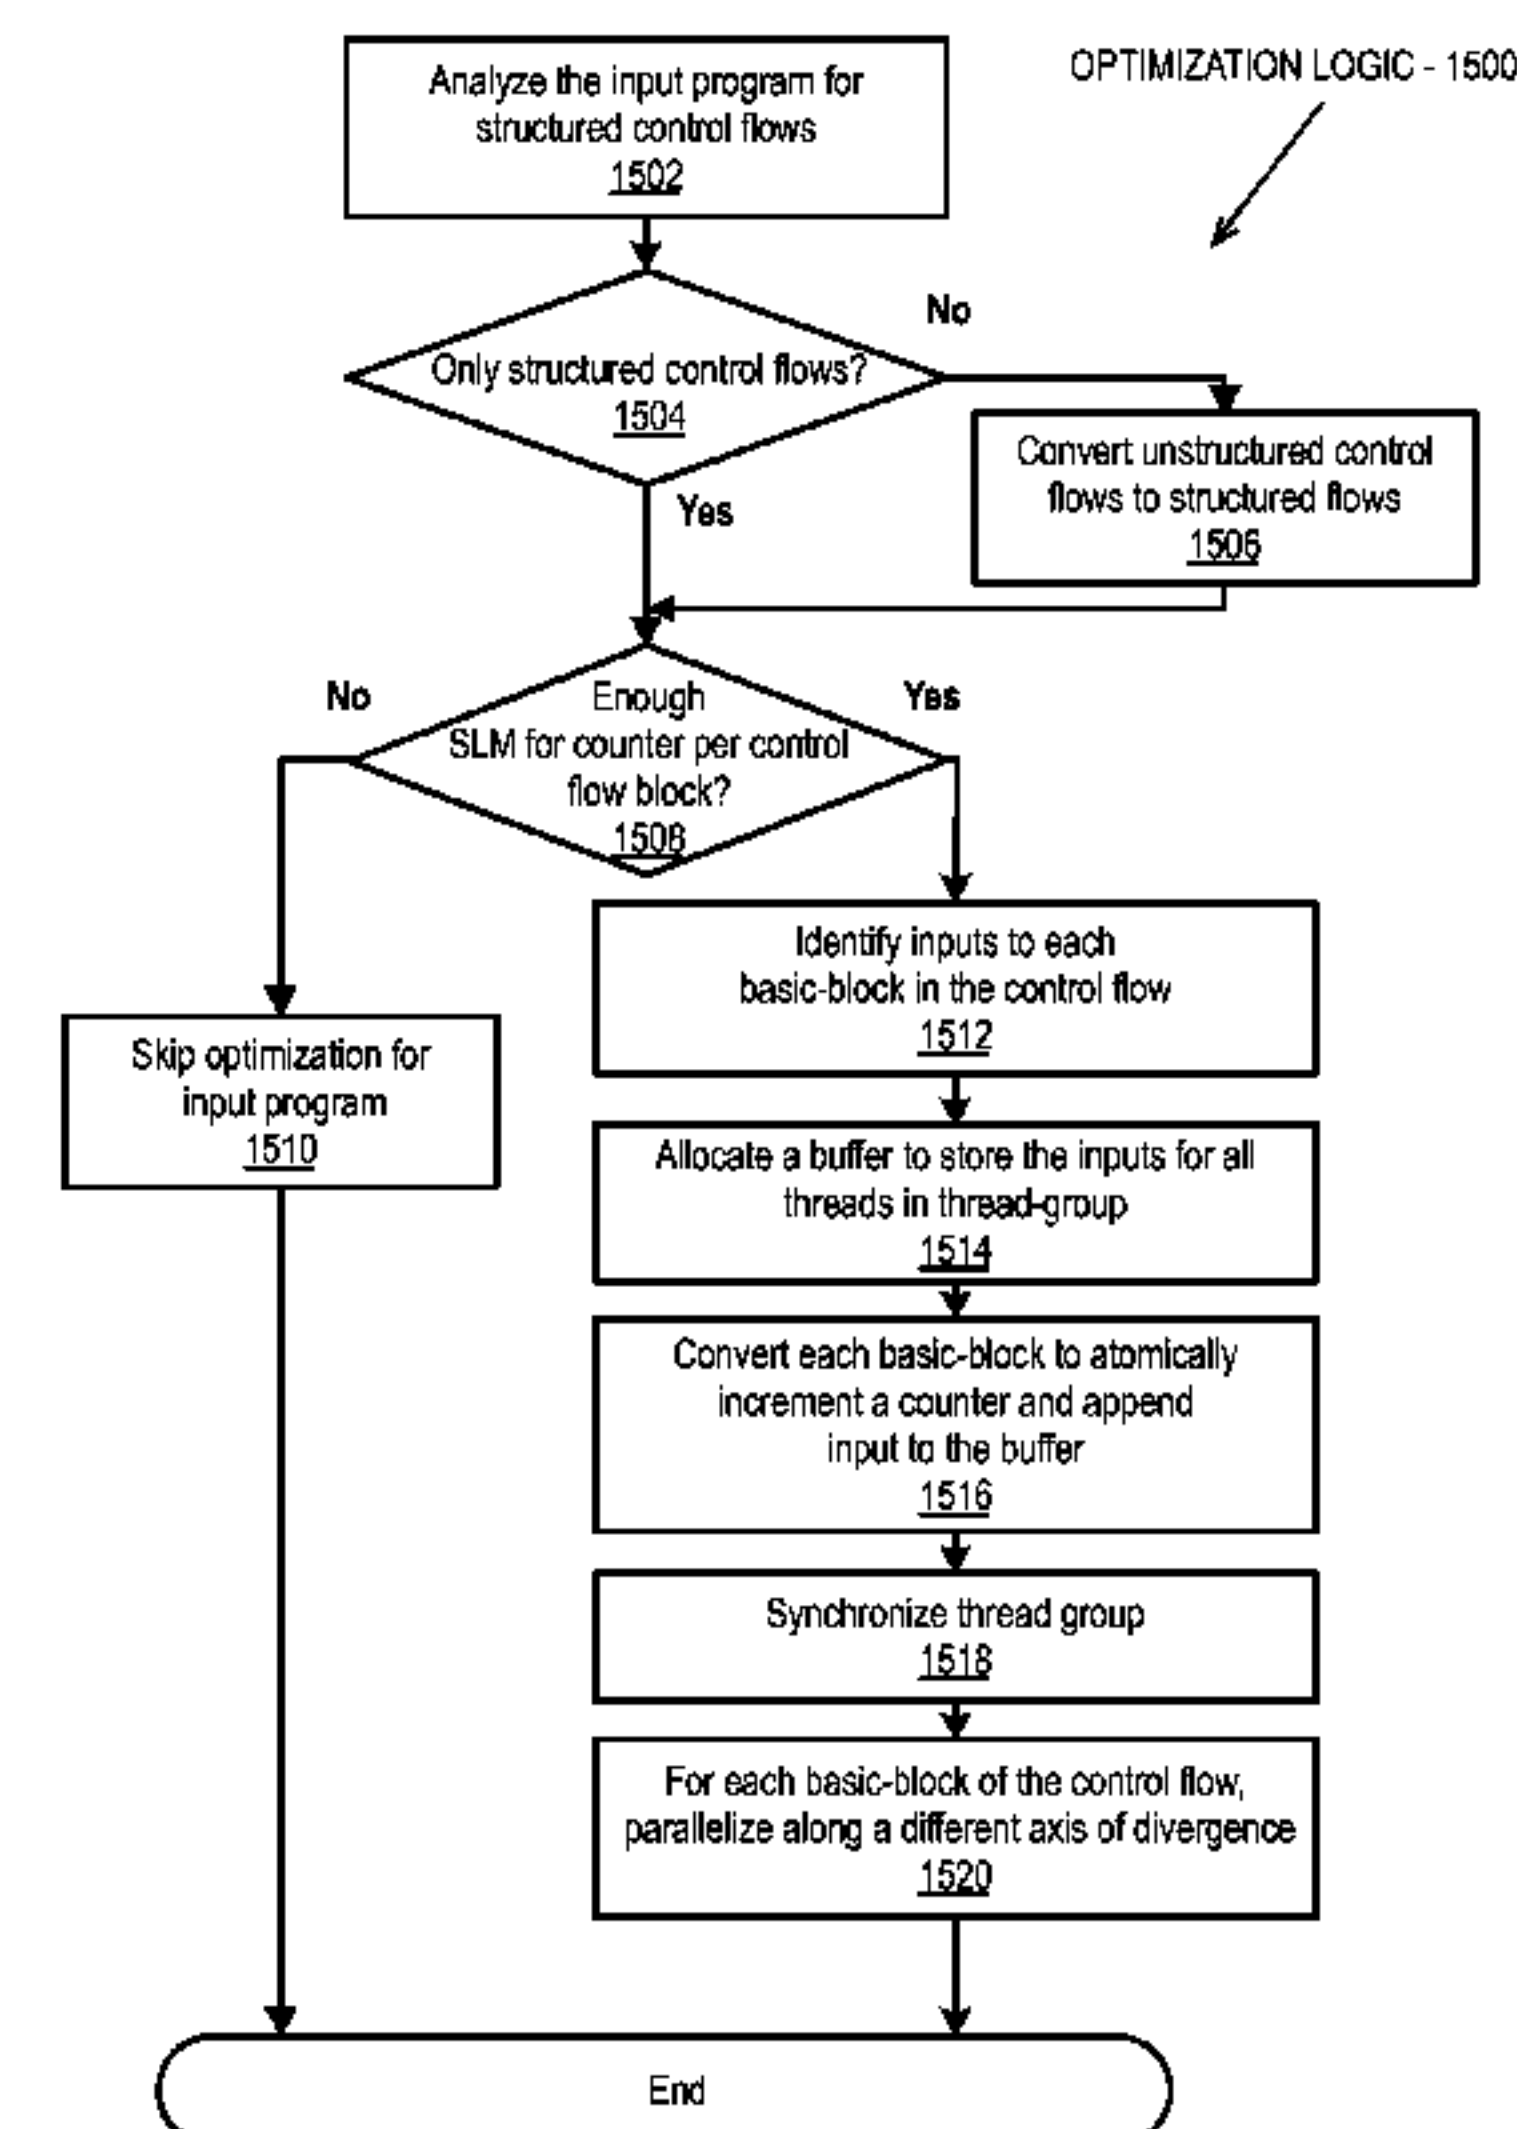 OPTIMIZATION LOGIC - 1500
Analyze the input program for
structured control flows
1502
Only structured control flows?
1504
No
Yes
Convert unstructured control
flows to structured flows
1506
No
Enough
SLM for counter per control
flow block?
1508
Yes
Identify inputs to each
basic-block in the control flow
1512
Skip optimization for
input program
1510
Allocate a buffer to store the inputs for all
threads in thread-group
1514
Convert each basic-block to atomically
increment a counter and append
input to the buffer
1516
Synchronize thread group
1518
For each basic-block of the control flow,
parallelize along a different axis of divergence
1520
End